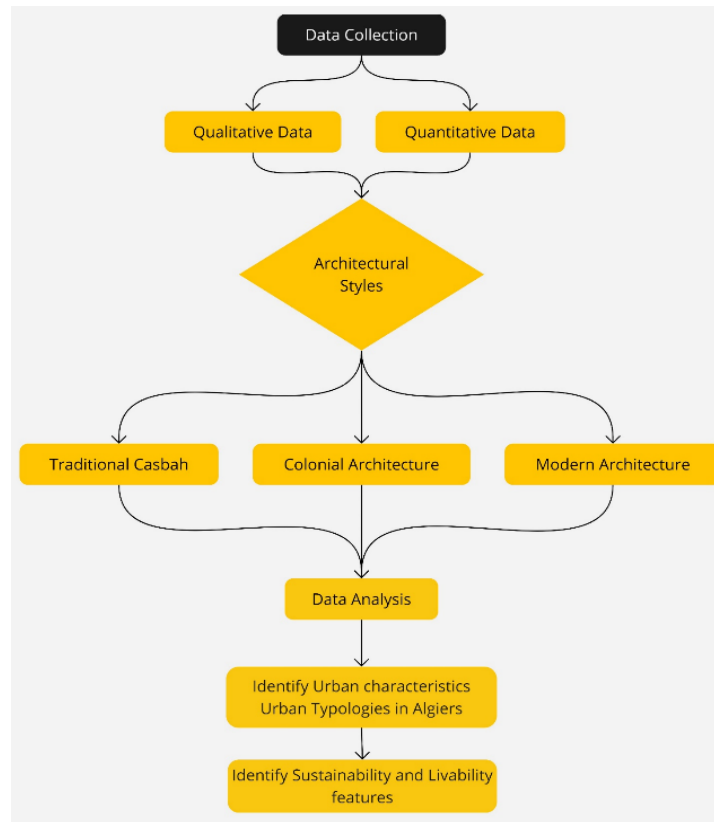 Data Collection
Qualitative Data
Quantitative Data
Architectural
Styles
Traditional Casbah
Colonial Architecture
Modern Architecture
Data Analysis
Identify Urban characteristics
Urban Typologies in Algiers
Identify Sustainability and Livability
features